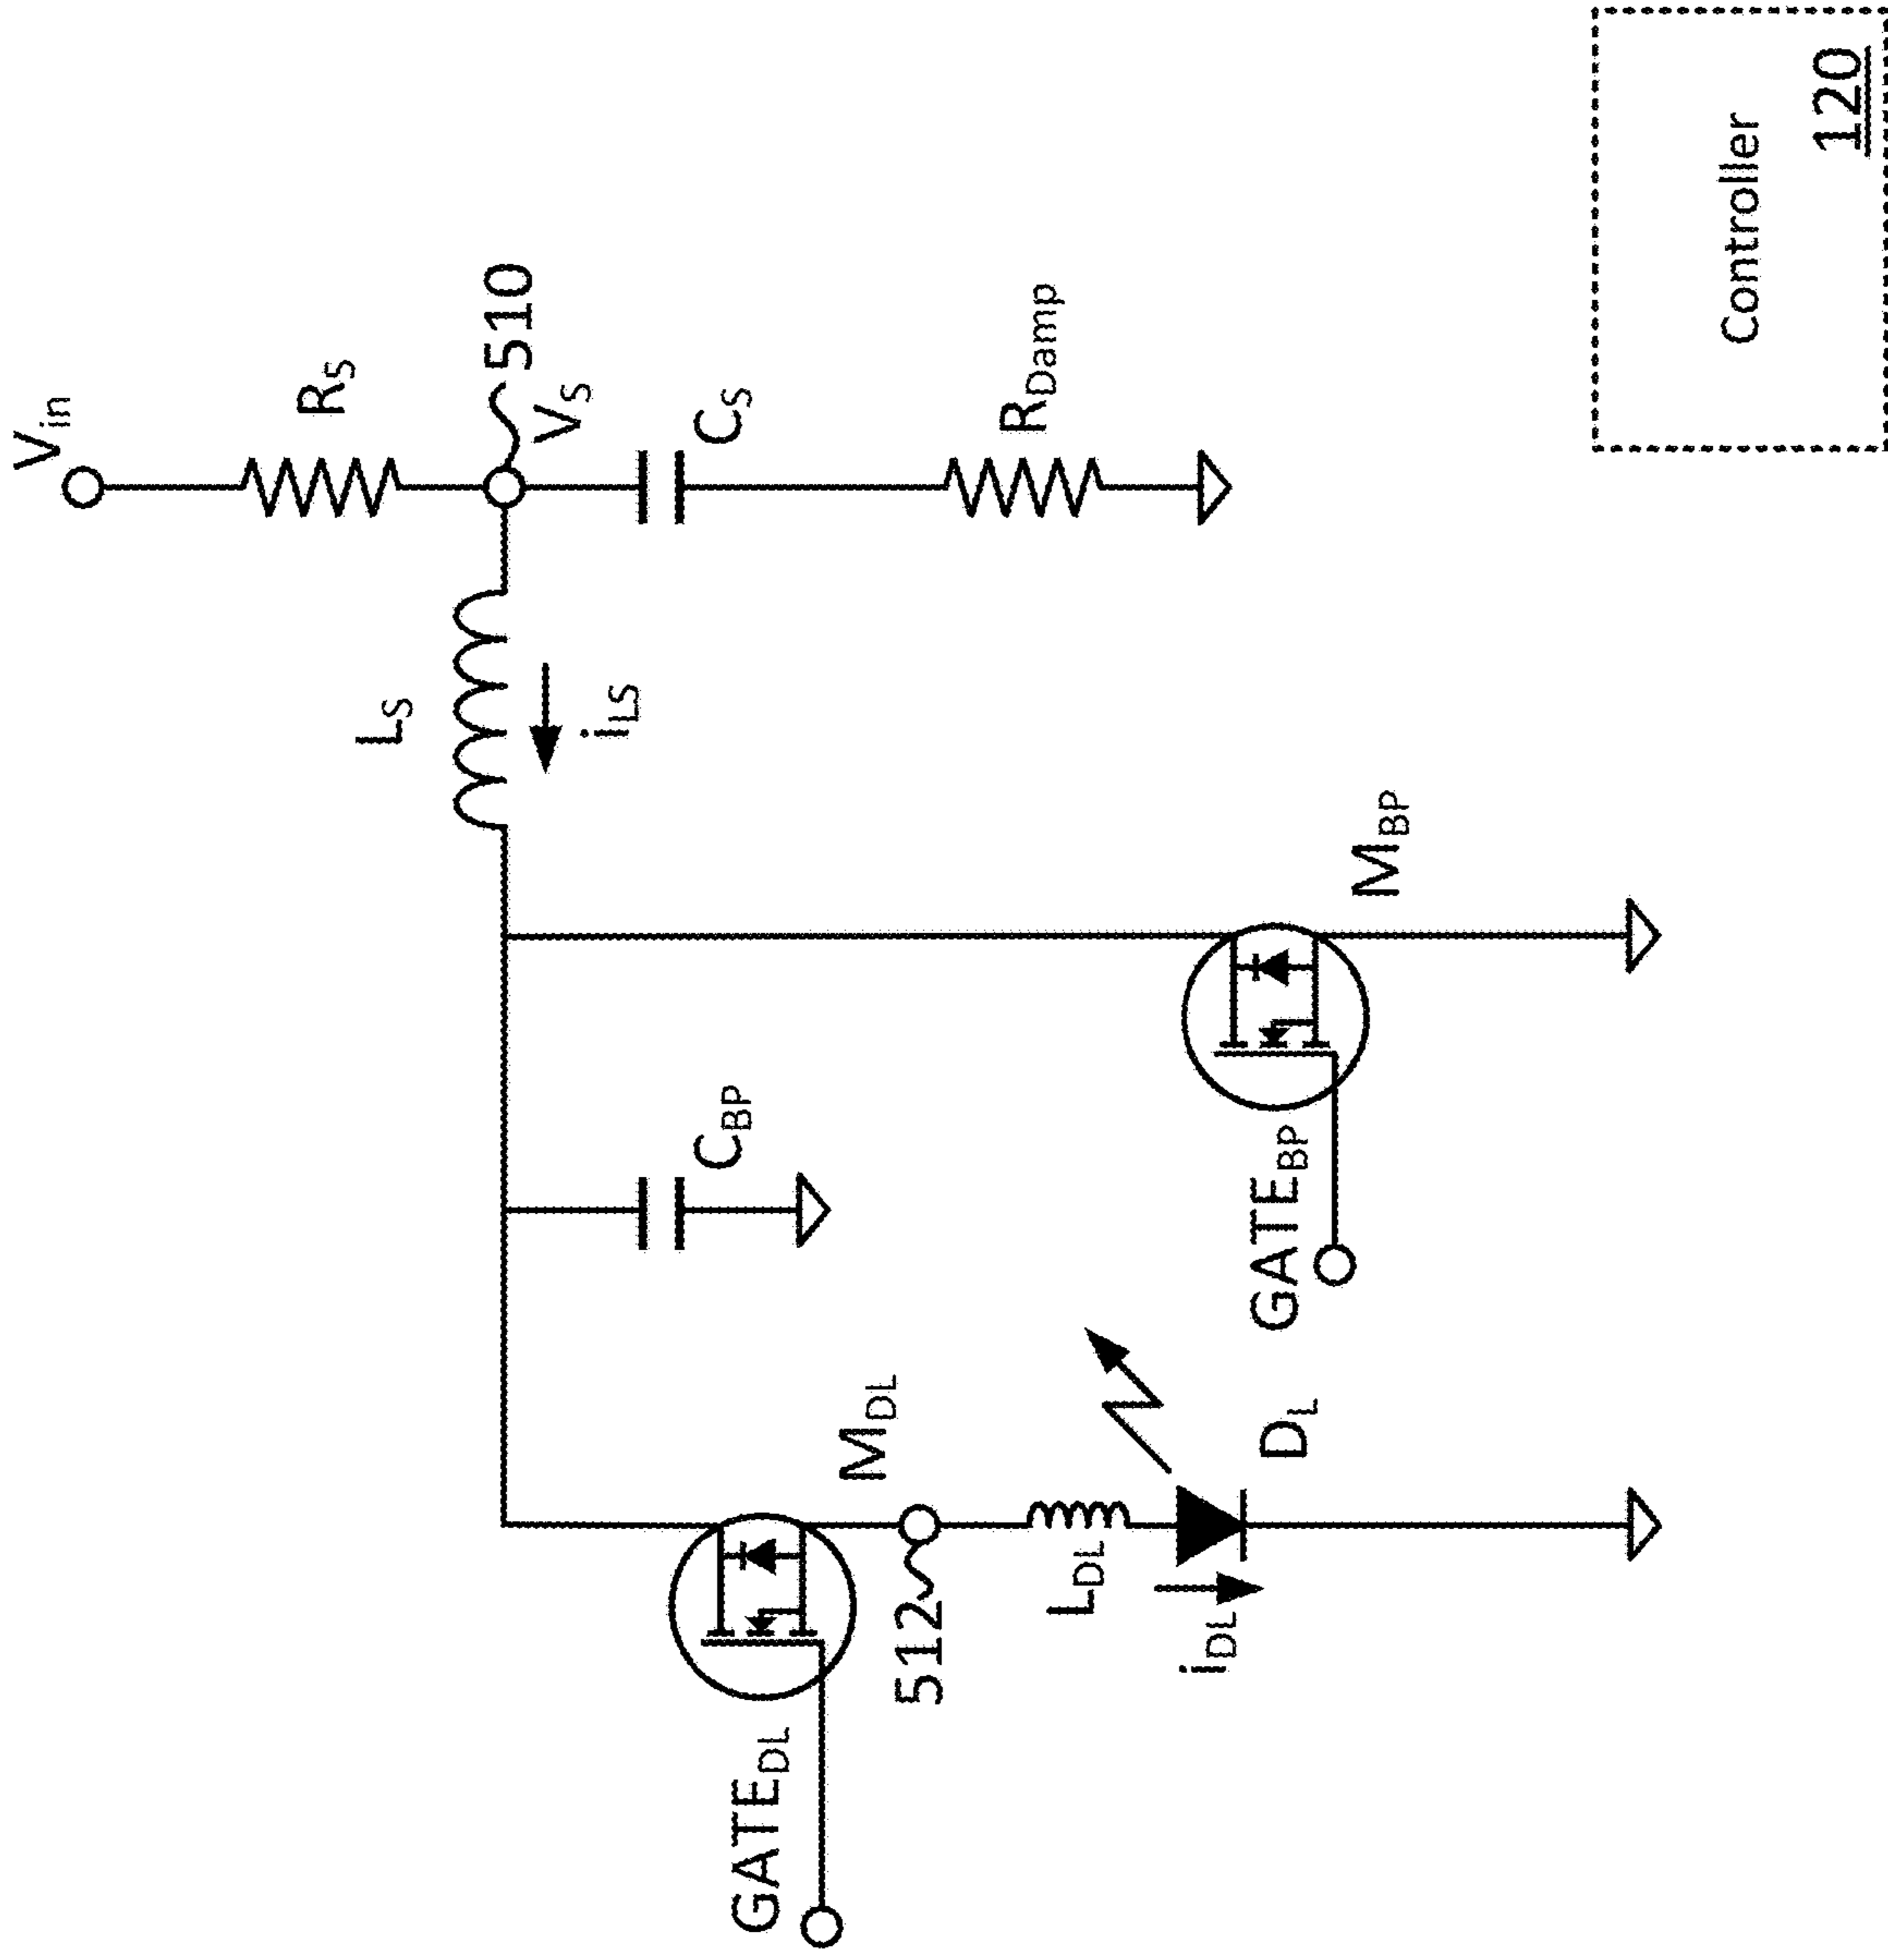 V_in
R_S
510
V_S
L_S
i_LS
C_S
R_Damp
C_BP
M_BP
GATE_BP
M_DL
GATE_DL
512
L_DL
D_L
i_DL
Controller
120